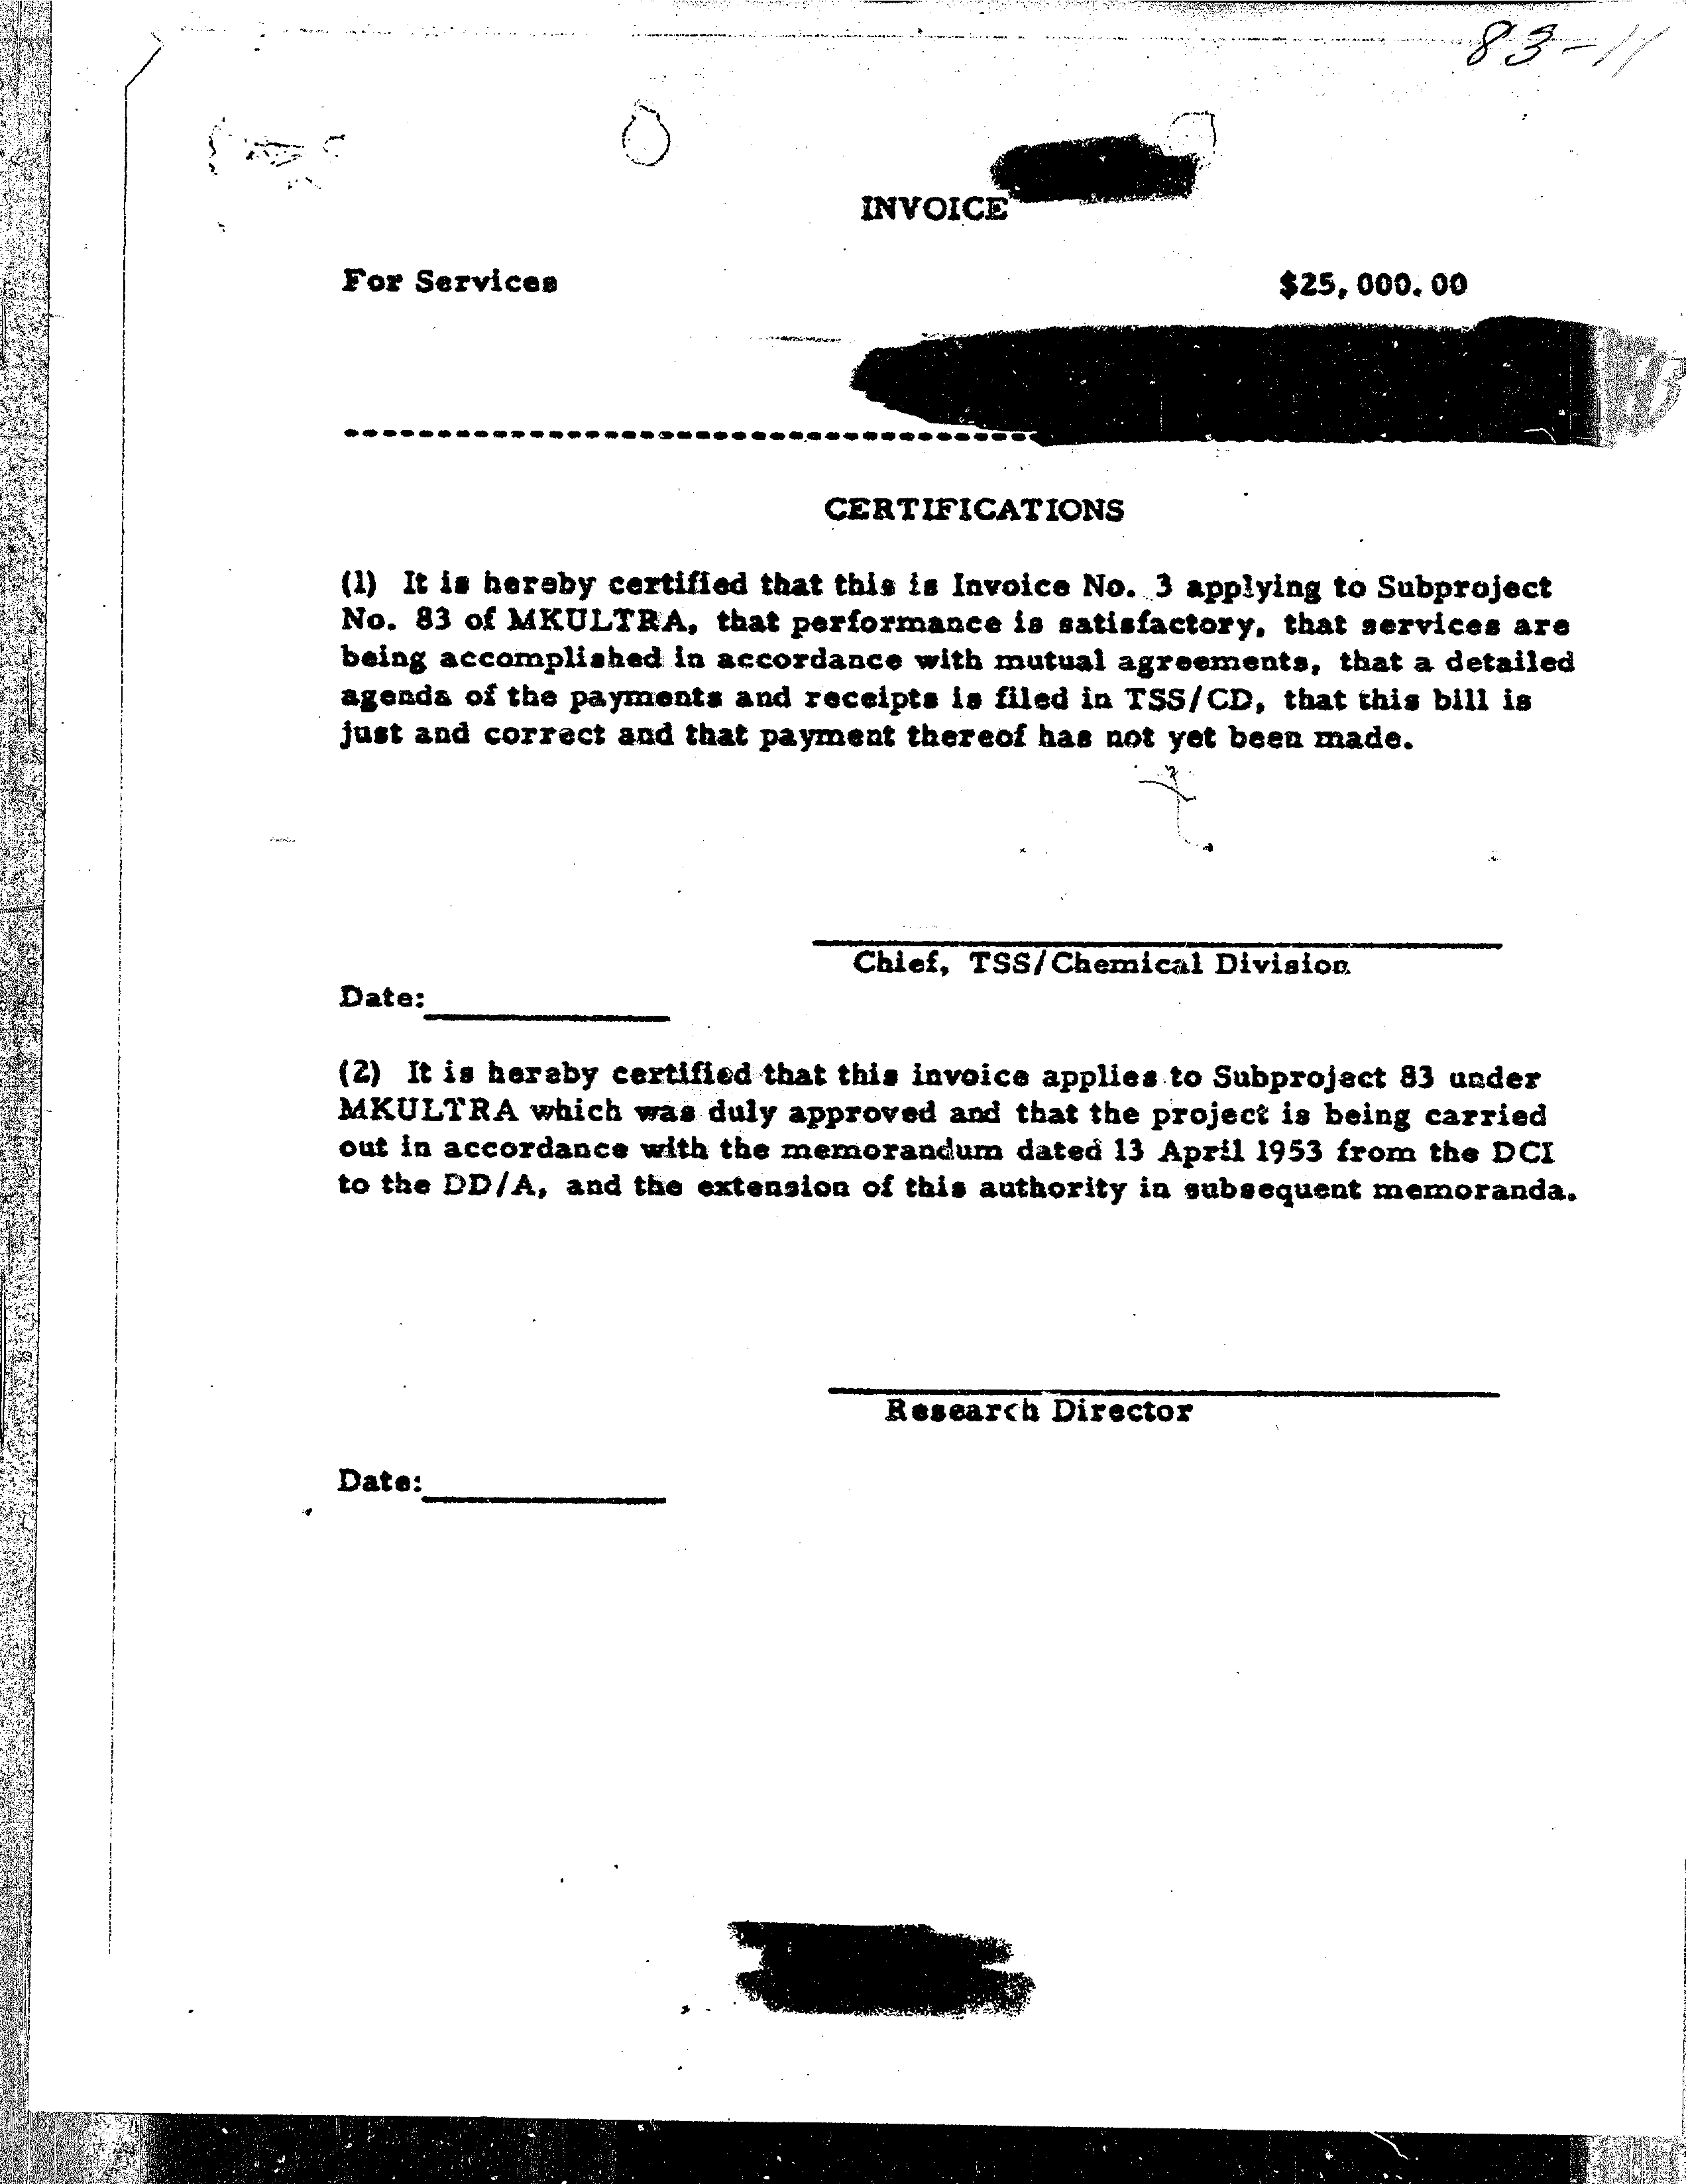 83-11
INVOICE
For Services $25,000.00
CERTIFICATIONS
(1) It is hereby certified that this is Invoice No. 3 applying to Subproject
No. 83 of MKULTRA, that performance is satisfactory, that services are
being accomplished in accordance with mutual agreements, that a detailed
agenda of the payments and receipts is filed in TSS/CD, that this bill is
just and correct and that payment thereof has not yet been made.
Chief, TSS/Chemical Division
Date:
(2) It is hereby certified that this invoice applies to Subproject 83 under
MKULTRA which was duly approved and that the project is being carried
out in accordance with the memorandum dated 13 April 1953 from the DCI
to the DD/A, and the extension of this authority in subsequent memoranda.
Research Director
Date: